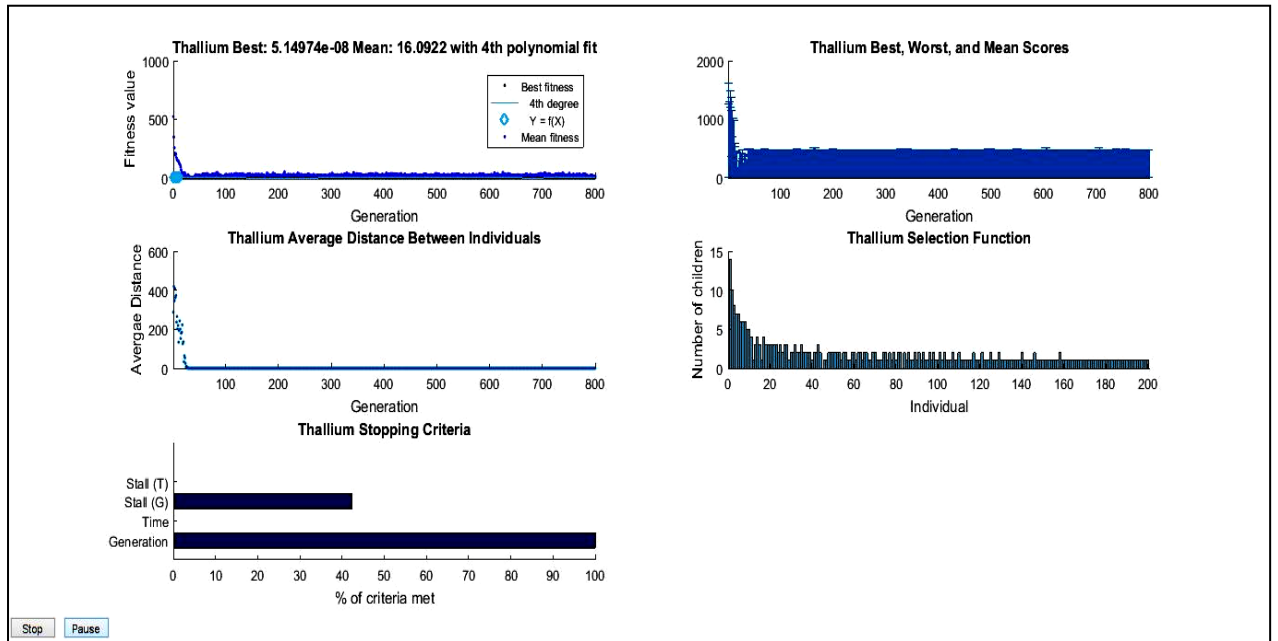 Thallium Best: 5.14974e-08 Mean: 16.0922 with 4th polynomial fit
Fitness value
1000
500
0
Best fitness
4th degree
Y = f(X)
Mean fitness
0 100 200 300 400 500 600 700 800
Generation
Thallium Best, Worst, and Mean Scores
2000
1000
0
100 200 300 400 500 600 700 800
Generation
Thallium Average Distance Between Individuals
Avergae Distance
600
400
200
0
0 100 200 300 400 500 600 700 800
Generation
Thallium Selection Function
Number of children
15
10
5
0
0 20 40 60 80 100 120 140 160 180 200
Individual
Thallium Stopping Criteria
Stall (T)
Stall (G)
Time
Generation
0 10 20 30 40 50 60 70 80 90 100
% of criteria met
Stop Pause